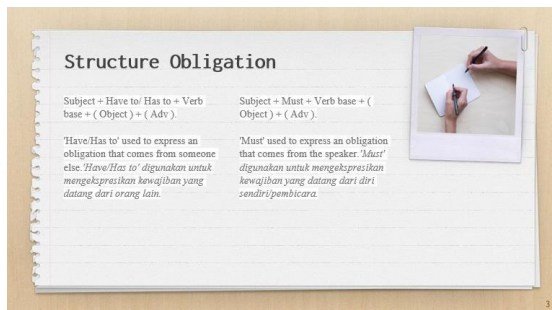 Structure Obligation
Subject + Have to/ Has to + Verb
base + ( Object ) + ( Adv ).
'Have/Has to' used to express an
obligation that comes from someone
else.'Have/Has to' digunakan untuk
mengekspresikan kewajiban yang
datang dari orang lain.
Subject + Must + Verb base + (
Object ) + ( Adv ).
'Must' used to express an obligation
that comes from the speaker.'Must'
digunakan untuk mengekspresikan
kewajiban yang datang dari diri
sendiri/pembicara.
3